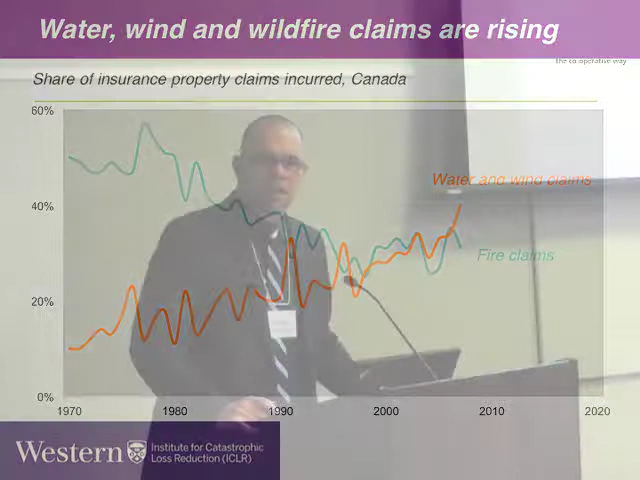 Water, wind and wildfire claims are rising
The co-operative way
Share of insurance property claims incurred, Canada
60%
Water and wind claims
40%
Fire claims
20%
0%
1970 1980 1990 2000 2010 2020
Western Institute for Catastrophic
Loss Reduction (ICLR)